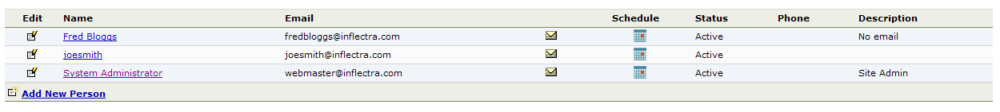 Edit Name Email Schedule Status Phone Description
Fred Bloggs fredbloggs@inflectra.com Active No email
joesmith joesmith@inflectra.com Active
System Administrator webmaster@inflectra.com Active Site Admin
Add New Person